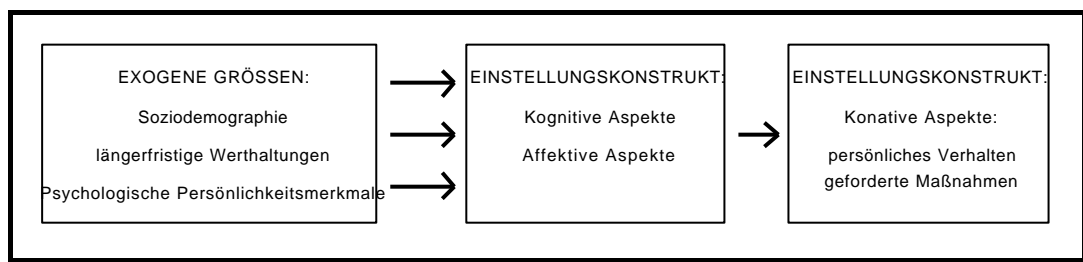 EXOGENE GRÖSSEN:
Soziodemographie
längerfristige Werthaltungen
Psychologische Persönlichkeitsmerkmale
EINSTELLUNGSKONSTRUKT:
Kognitive Aspekte
Affektive Aspekte
EINSTELLUNGSKONSTRUKT:
Konative Aspekte:
persönliches Verhalten
geforderte Maßnahmen